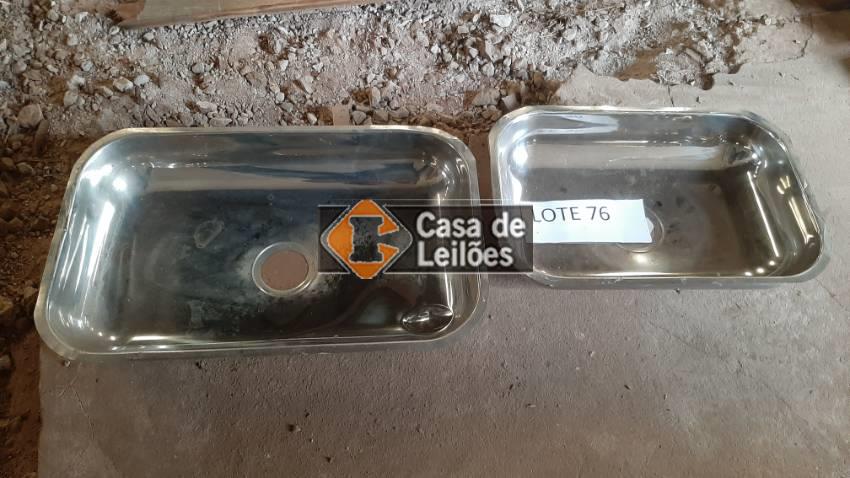 Casa de
Leilões
LOTE 76